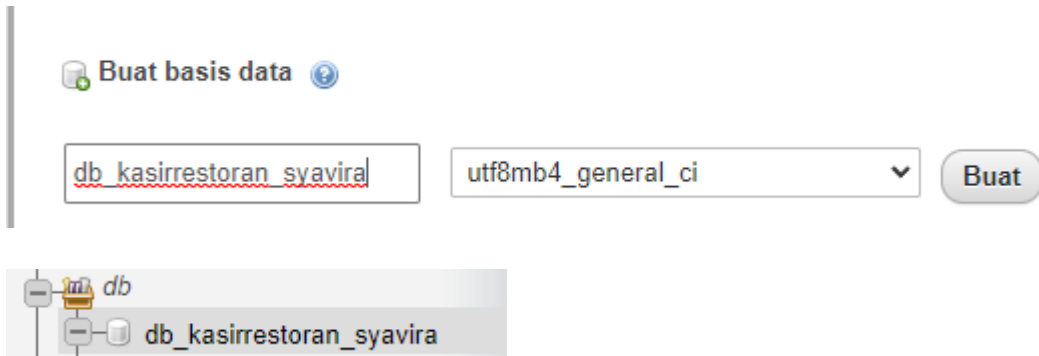 Buat basis data
db_kasirrestoran_syavira utf8mb4_general_ci Buat
db
db_kasirrestoran_syavira